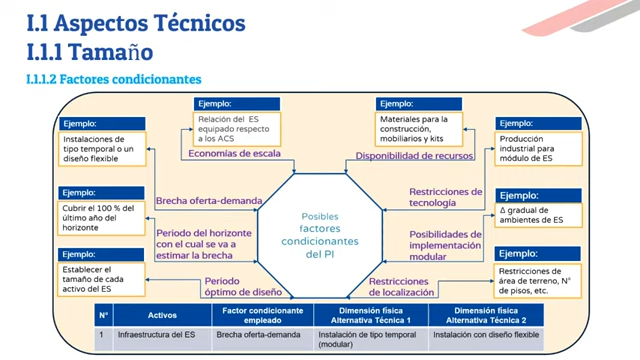 I.1 Aspectos Técnicos
I.1.1 Tamaño
I.1.1.2 Factores condicionantes
Ejemplo:
Relación del ES
equipado respecto
a los ACS
Economías de escala
Ejemplo:
Materiales para la
construcción,
mobiliarios y kits
Disponibilidad de recursos
Ejemplo:
Instalaciones de
tipo temporal o un
diseño flexible
Brecha oferta-demanda
Ejemplo:
Producción
industrial para
módulo de ES
Restricciones de
tecnología
Ejemplo:
Cubrir el 100 % del
último año del
horizonte
Periodo del horizonte
con el cual se va a
estimar la brecha
Posibles
factores
condicionantes
del PI
Ejemplo:
Δ gradual de
ambientes de ES
Posibilidades de
implementación
modular
Ejemplo:
Establecer el
tamaño de cada
activo del ES
Periodo
óptimo de diseño
Ejemplo:
Restricciones de
área de terreno, N°
de pisos, etc.
Restricciones
de localización
N° Activos Factor condicionante empleado Dimensión física Alternativa Técnica 1 Dimensión física Alternativa Técnica 2
1 Infraestructura del ES Brecha oferta-demanda Instalación de tipo temporal (modular) Instalación con diseño flexible